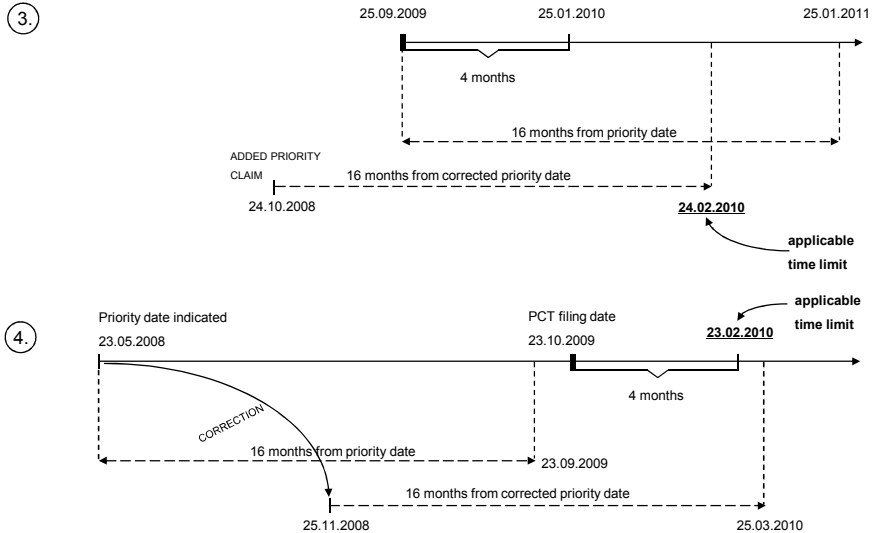 3.
25.09.2009 25.01.2010 25.01.2011
4 months
16 months from priority date
ADDED PRIORITY
CLAIM
16 months from corrected priority date
24.10.2008
24.02.2010
applicable
time limit
4.
Priority date indicated
23.05.2008
PCT filing date
23.10.2009
23.02.2010
applicable
time limit
4 months
CORRECTION
16 months from priority date
23.09.2009
16 months from corrected priority date
25.11.2008
25.03.2010